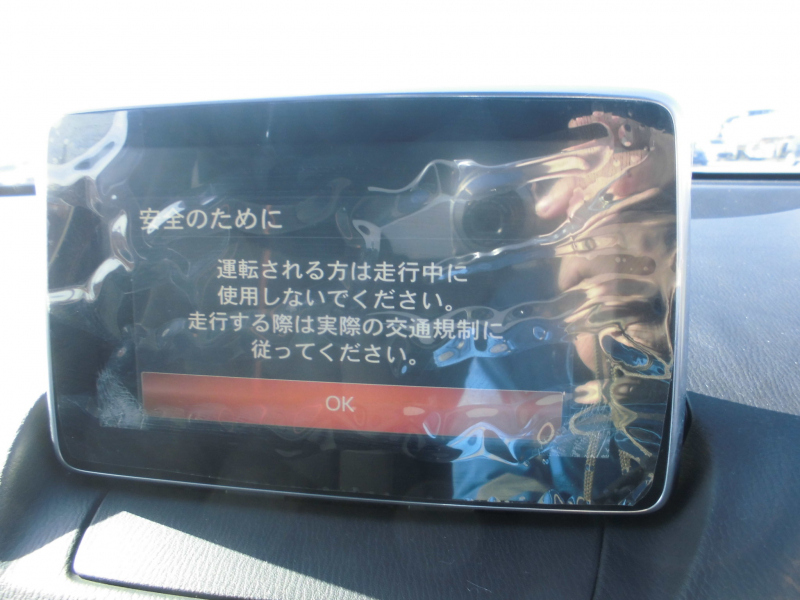 安全のために
運転される方は走行中に
使用しないでください。
走行する際は実際の交通規制に
従ってください。
OK